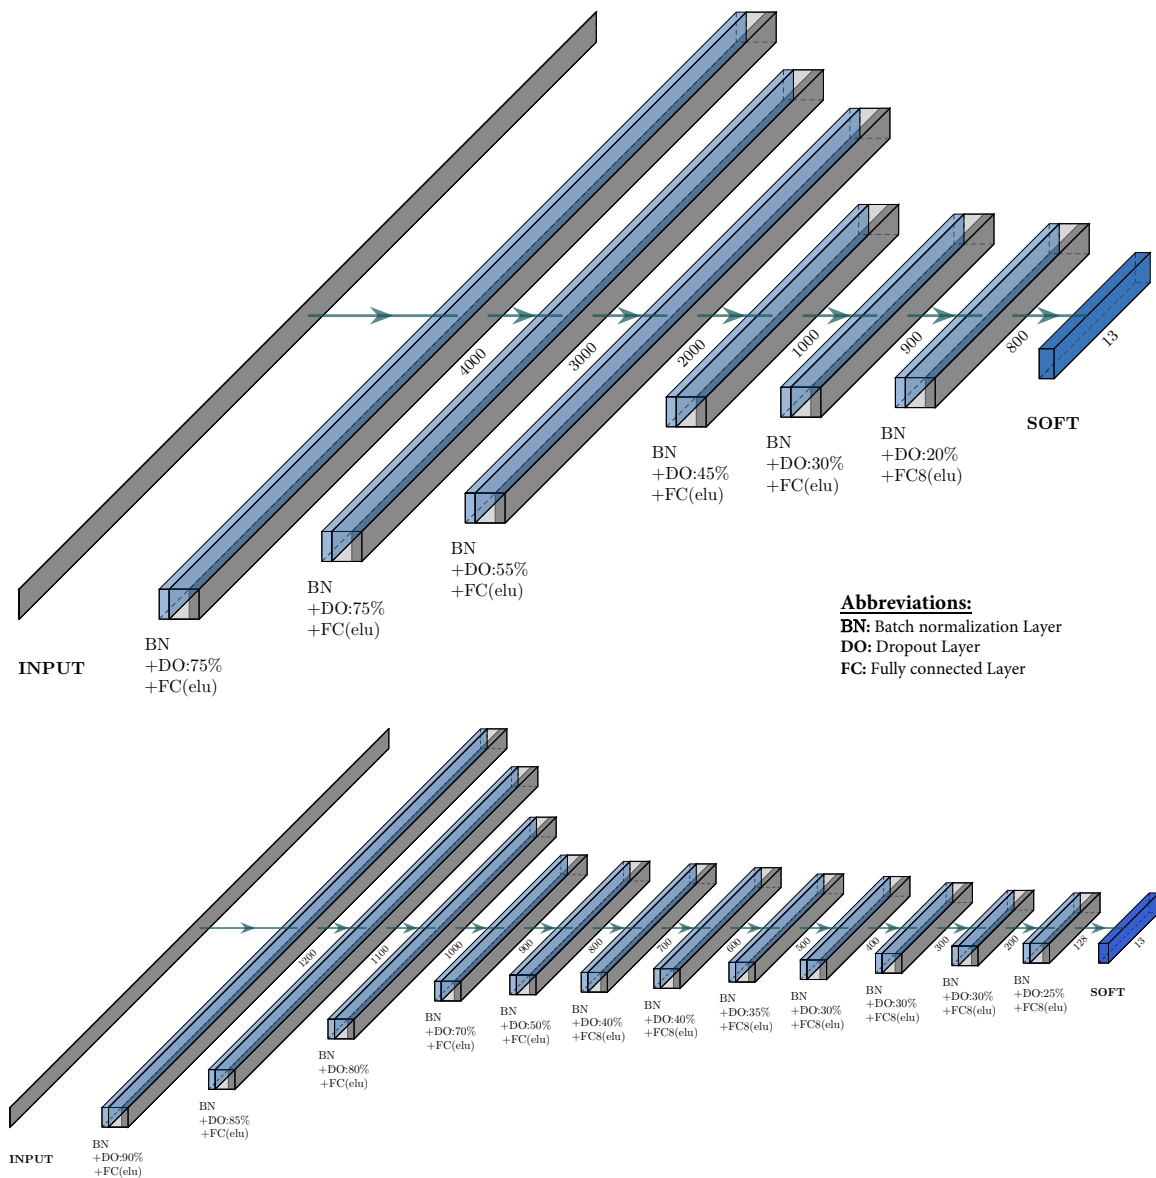 4000
3000
2000
1000
900
800
13
BN
+DO:75%
+FC(elu)
BN
+DO:75%
+FC(elu)
BN
+DO:55%
+FC(elu)
BN
+DO:45%
+FC(elu)
BN
+DO:30%
+FC(elu)
BN
+DO:20%
+FC8(elu)
SOFT
INPUT
Abbreviations:
BN: Batch normalization Layer
DO: Dropout Layer
FC: Fully connected Layer
1200
1100
1000
900
800
700
600
500
400
300
200
128
13
BN
+DO:90%
+FC(elu)
BN
+DO:85%
+FC(elu)
BN
+DO:80%
+FC(elu)
BN
+DO:70%
+FC(elu)
BN
+DO:50%
+FC(elu)
BN
+DO:40%
+FC8(elu)
BN
+DO:40%
+FC8(elu)
BN
+DO:35%
+FC8(elu)
BN
+DO:30%
+FC8(elu)
BN
+DO:30%
+FC8(elu)
BN
+DO:30%
+FC8(elu)
BN
+DO:25%
+FC8(elu)
SOFT
INPUT